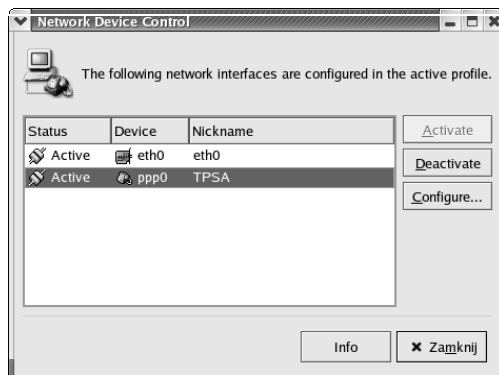 Network Device Control
The following network interfaces are configured in the active profile.
Status Device Nickname
Active eth0 eth0
Active ppp0 TPSA
Activate
Deactivate
Configure...
Info
Zamknij